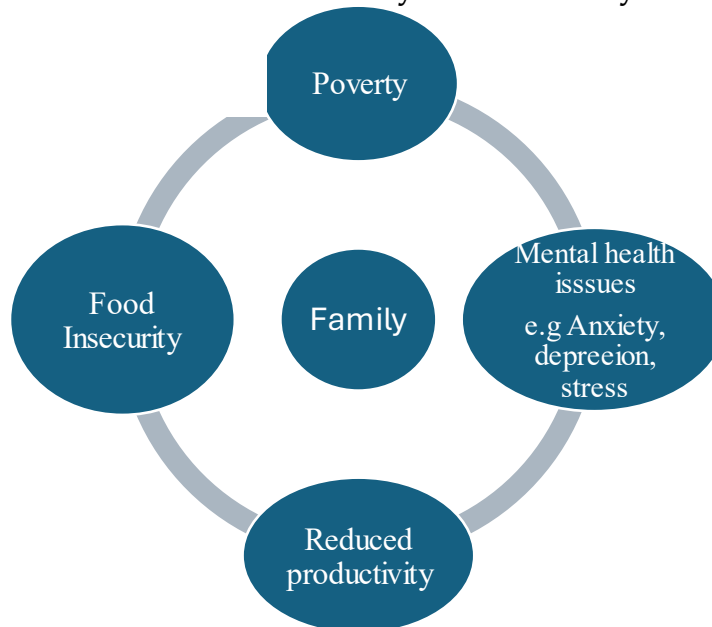 Poverty
Mental health
isssues
e.g Anxiety,
depreeion,
stress
Food
Insecurity
Family
Reduced
productivity